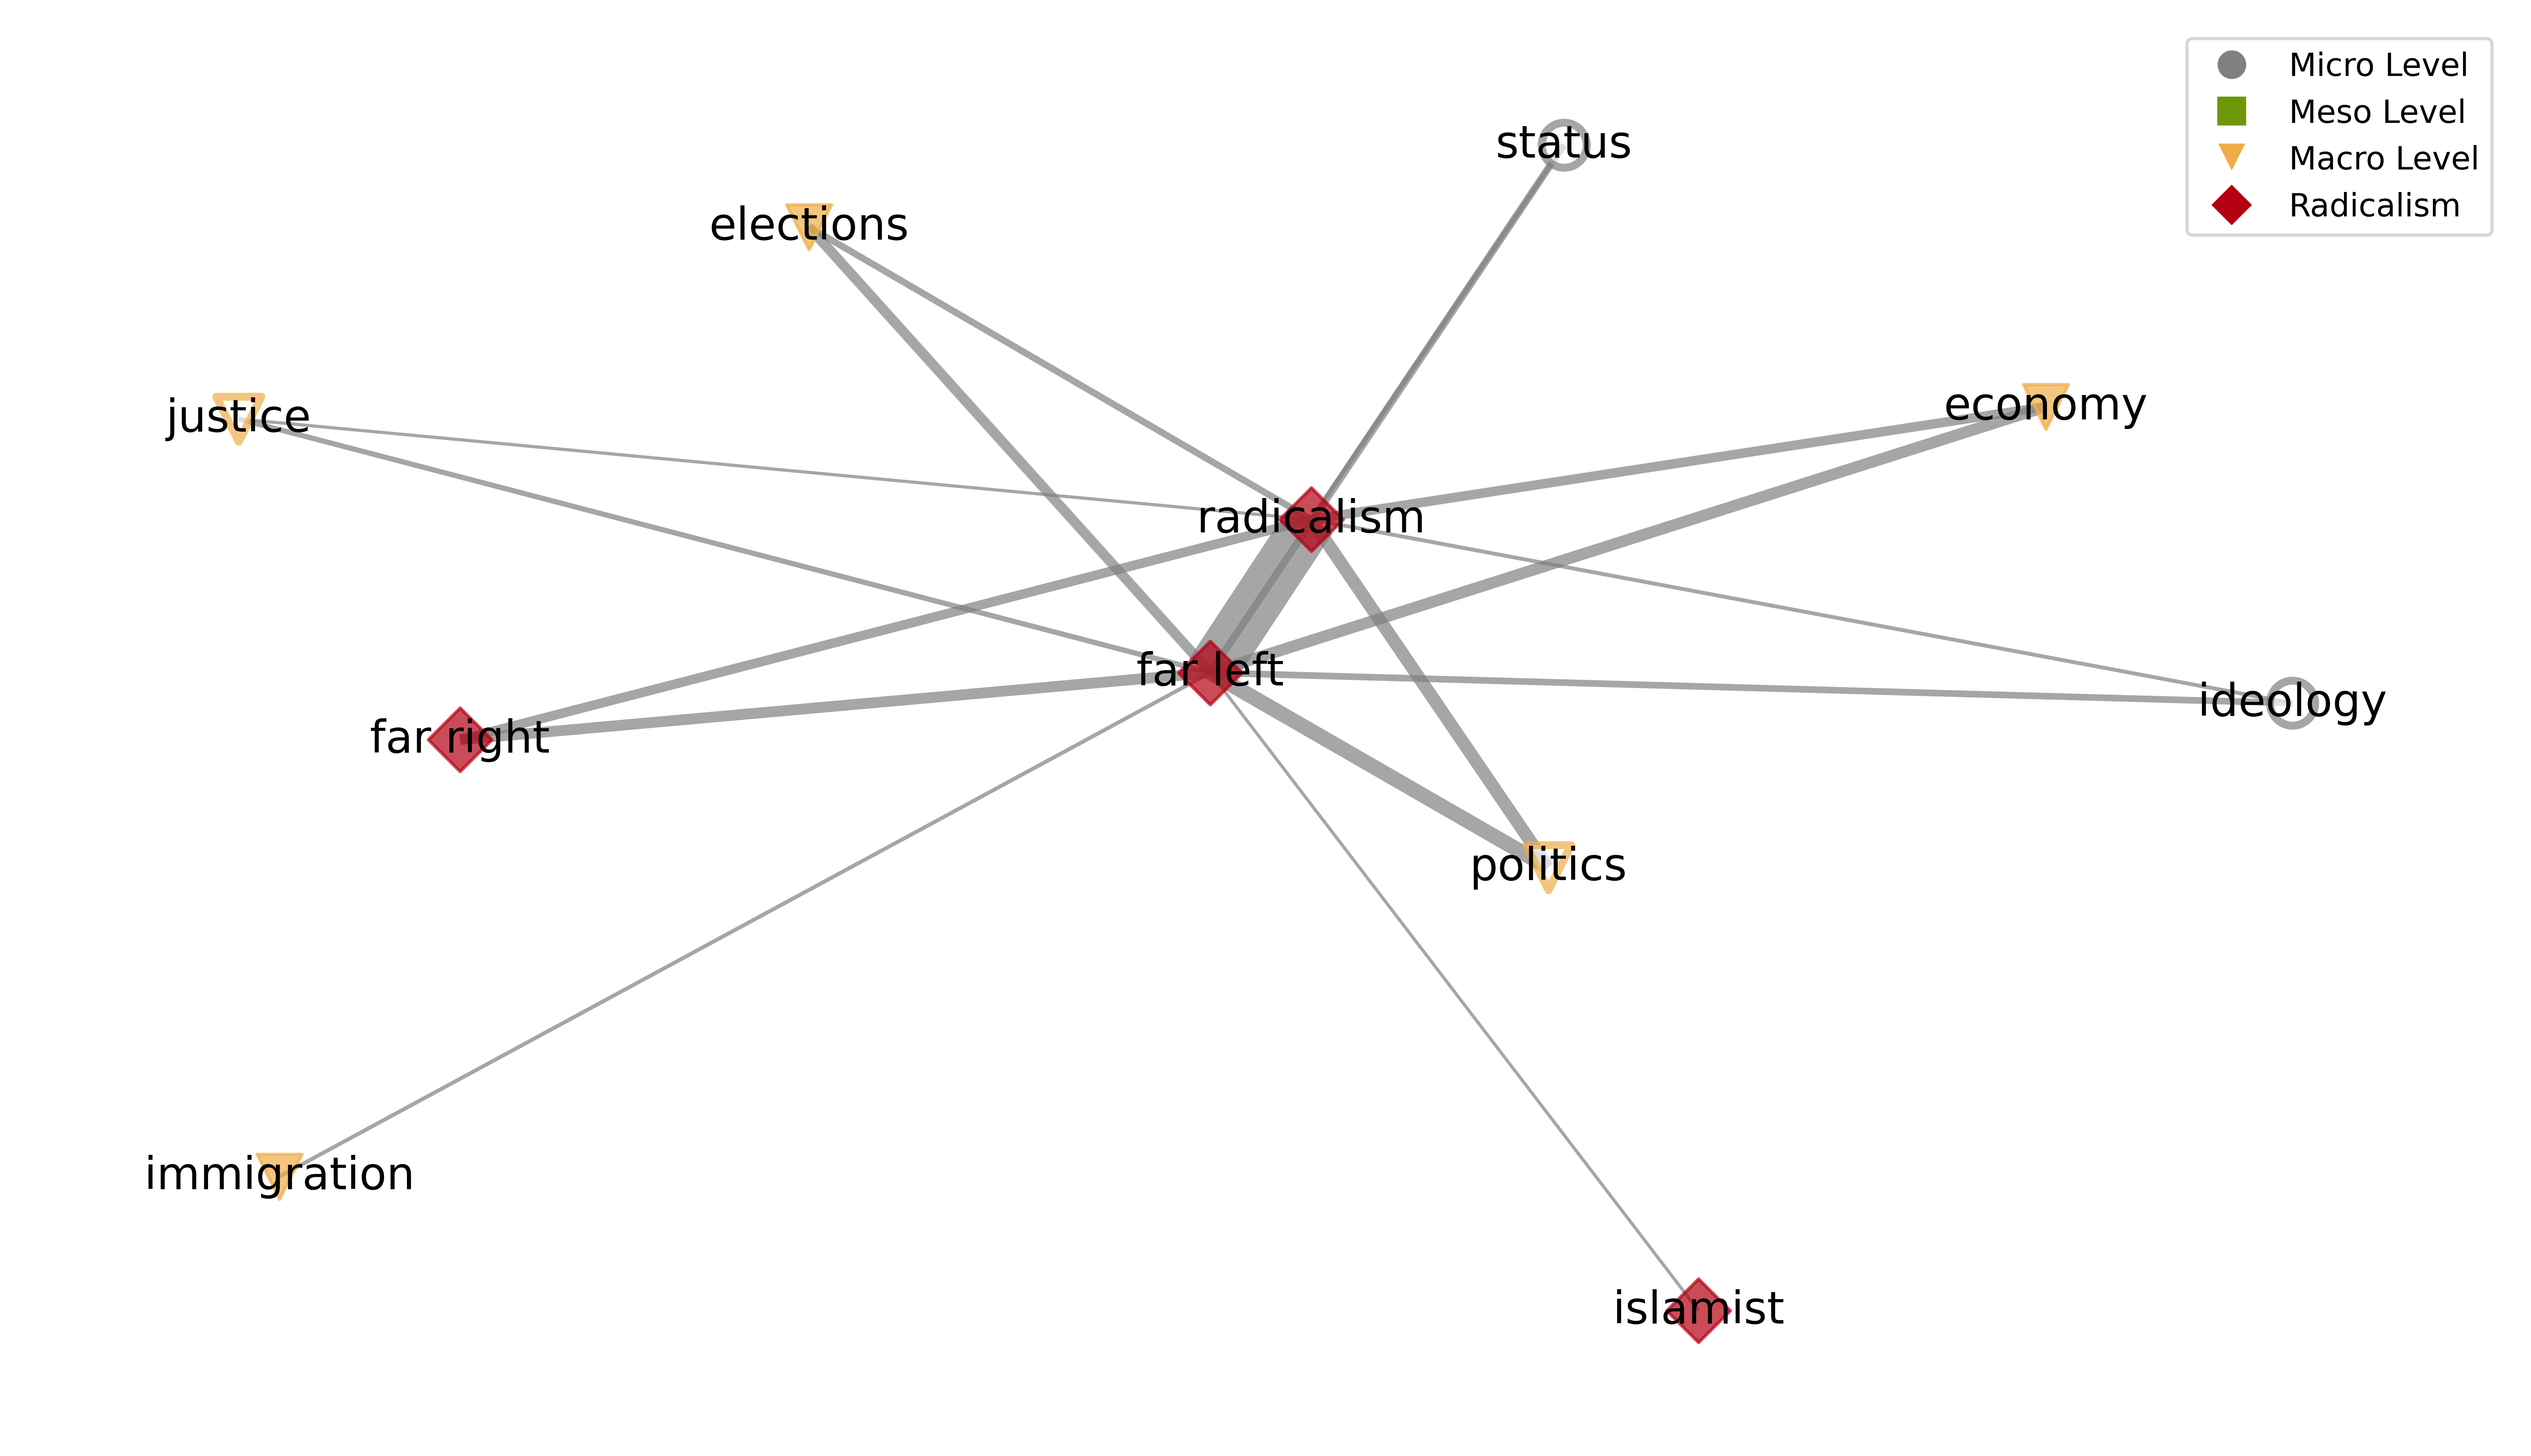 Micro Level
Meso Level
Macro Level
Radicalism
status
elections
economy
justice
radicalism
far left
ideology
far right
politics
immigration
islamist